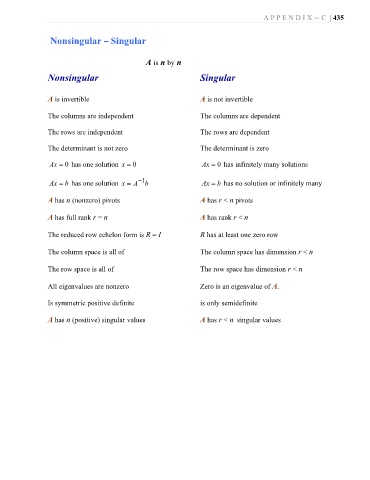 APPENDIX – C | 435
Nonsingular – Singular
A is n by n
Nonsingular Singular
A is invertible A is not invertible
The columns are independent The columns are dependent
The rows are independent The rows are dependent
The determinant is not zero The determinant is zero
Ax = 0 has one solution x = 0 Ax = 0 has infinitely many solutions
Ax = b has one solution x = A⁻¹b Ax = b has no solution or infinitely many
A has n (nonzero) pivots A has r < n pivots
A has full rank r = n A has rank r < n
The reduced row echelon form is R = I R has at least one zero row
The column space is all of The column space has dimension r < n
The row space is all of The row space has dimension r < n
All eigenvalues are nonzero Zero is an eigenvalue of A.
Is symmetric positive definite is only semidefinite
A has n (positive) singular values A has r < n singular values